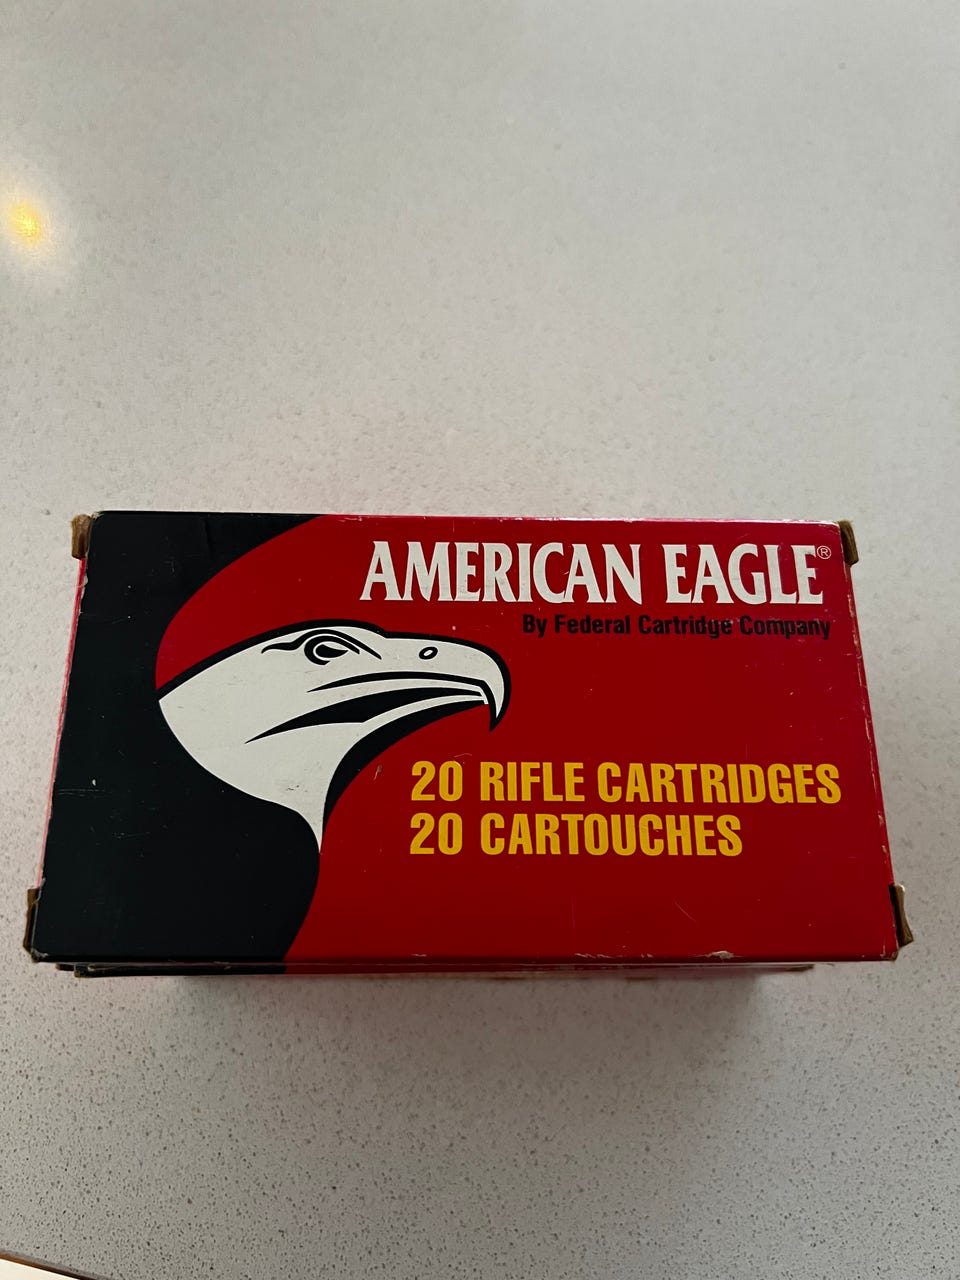 AMERICAN EAGLE®
By Federal Cartridge Company
20 RIFLE CARTRIDGES
20 CARTOUCHES